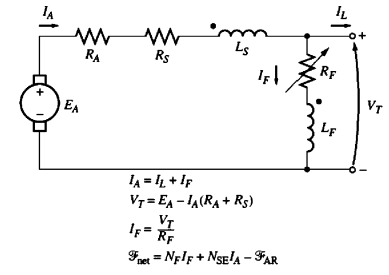 I_A
R_A
R_S
L_S
I_L
+
I_F
R_F
+
−
E_A
V_T
L_F
−
I_A = I_L + I_F
V_T = E_A − I_A(R_A + R_S)
I_F = V_T / R_F
ℱ_net = N_F I_F + N_SE I_A − ℱ_AR